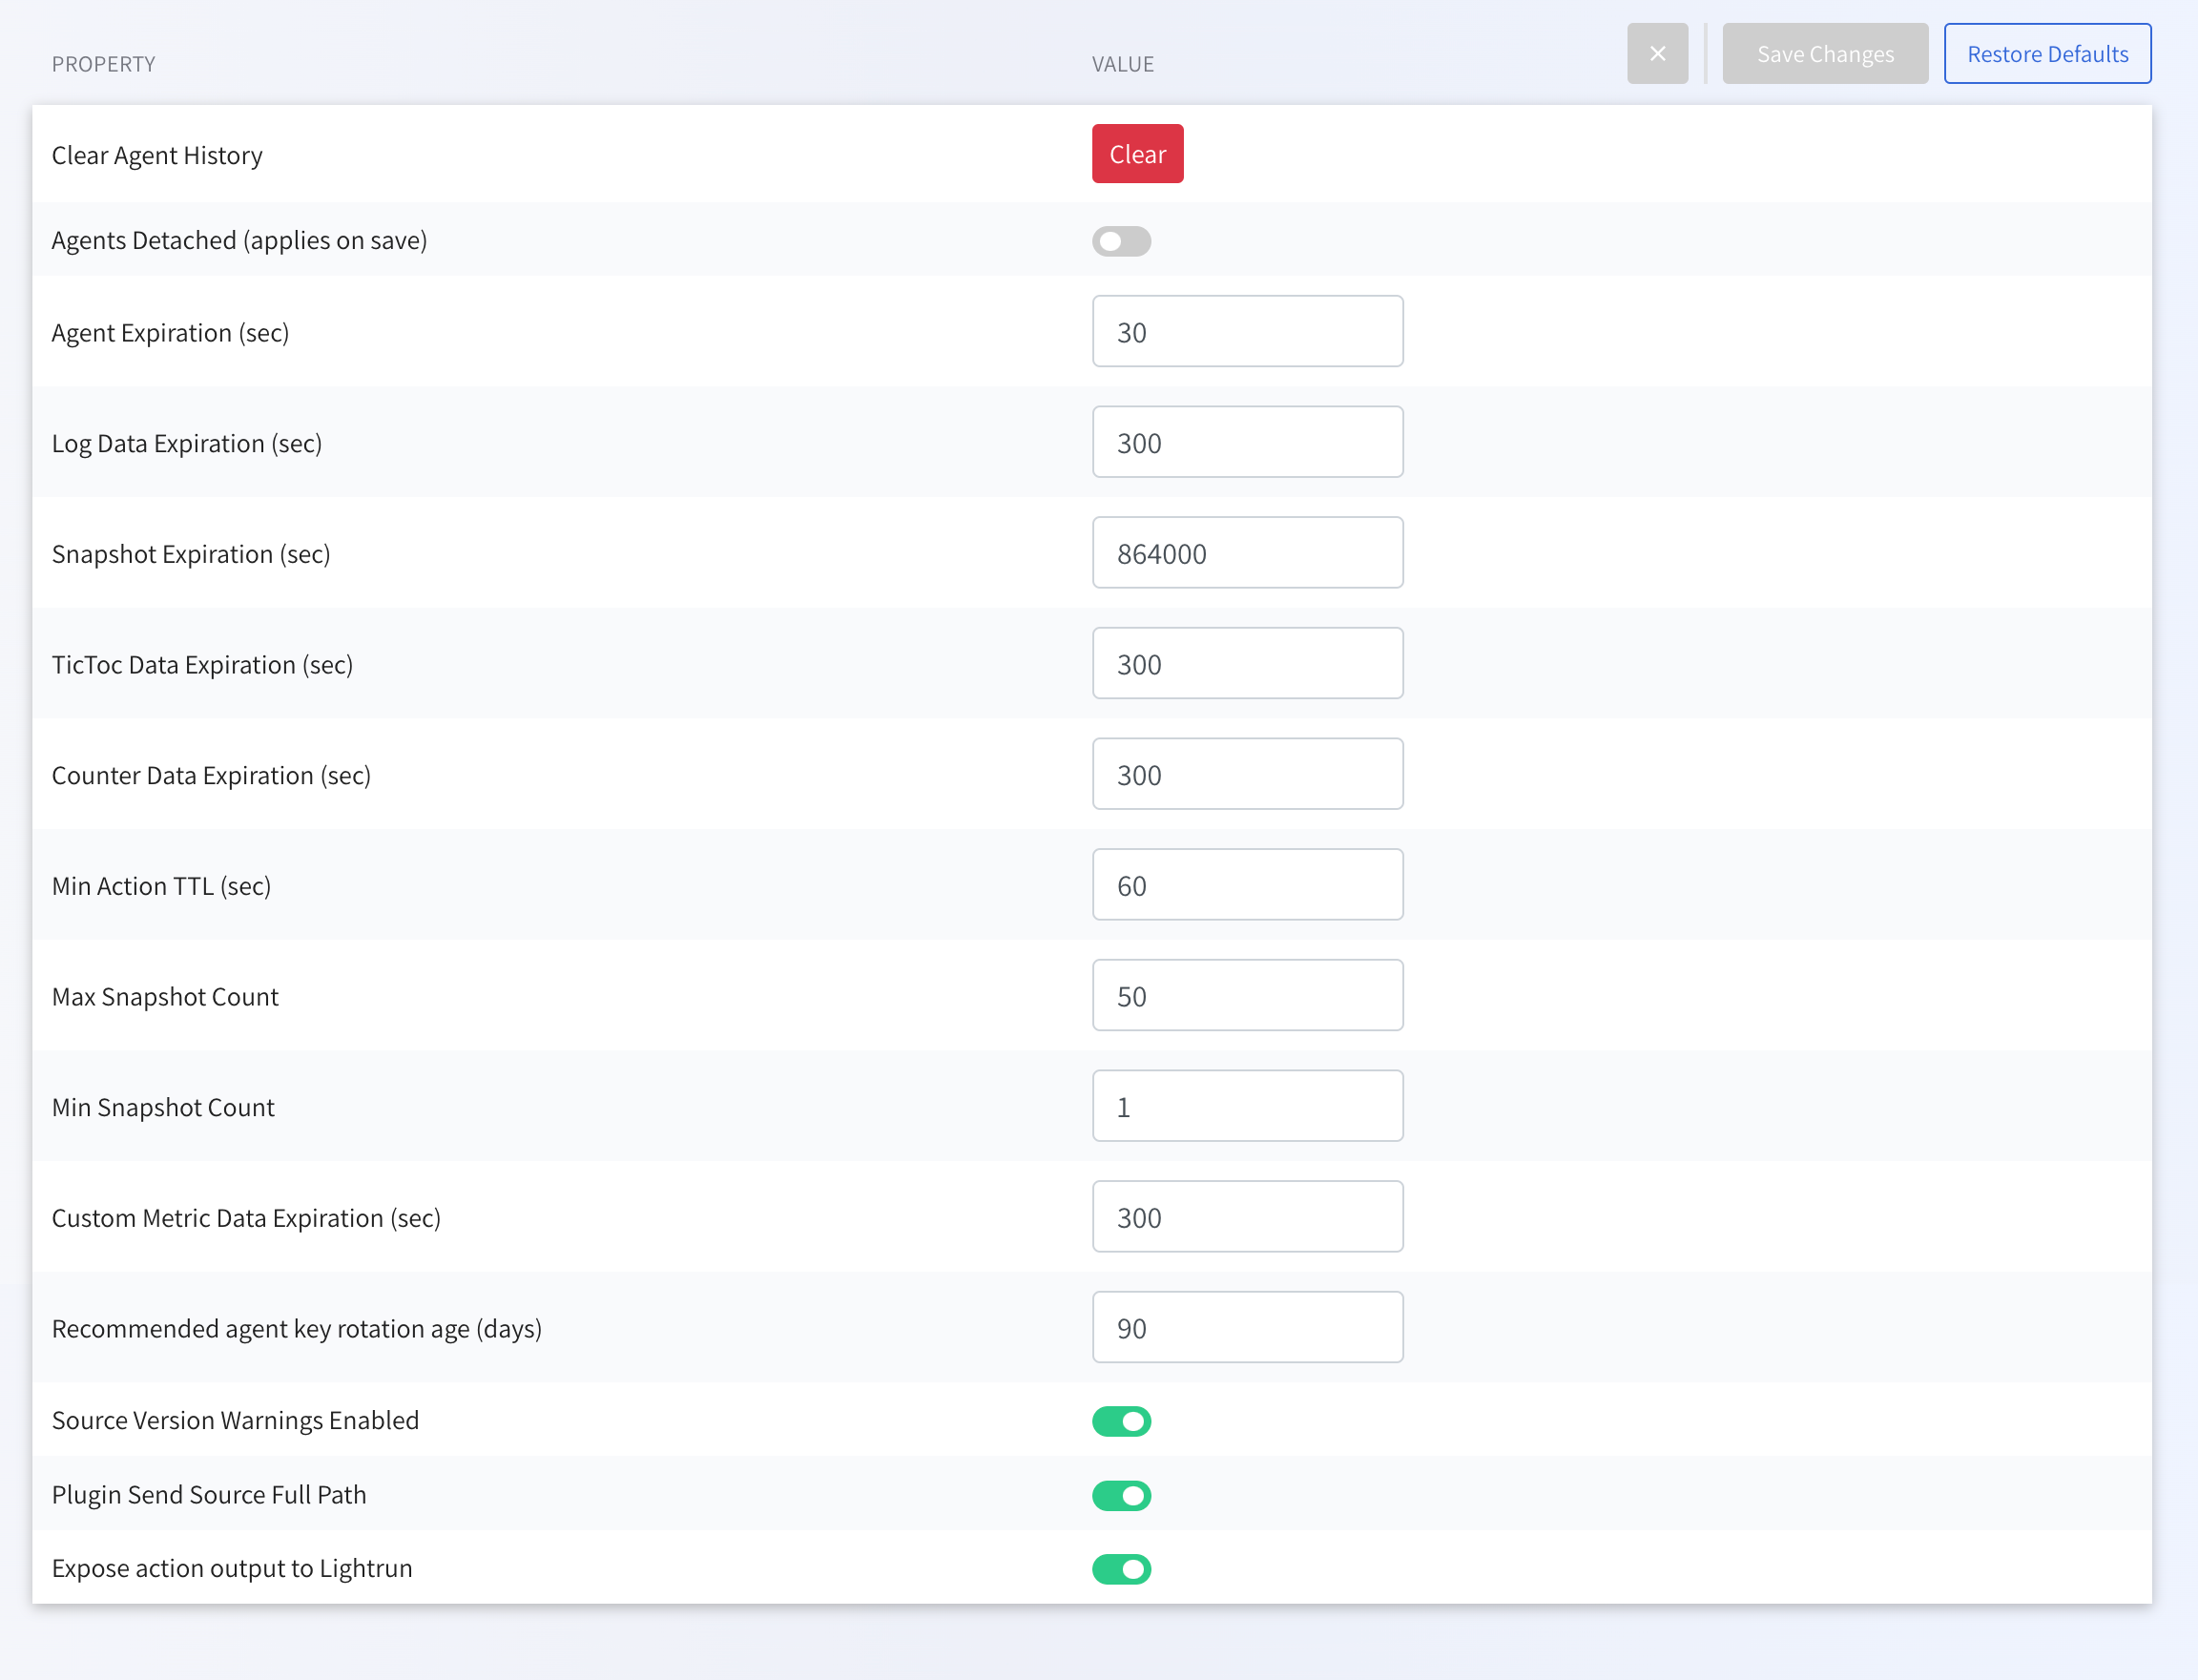 PROPERTY VALUE × Save Changes Restore Defaults
Clear Agent History Clear
Agents Detached (applies on save)
Agent Expiration (sec) 30
Log Data Expiration (sec) 300
Snapshot Expiration (sec) 864000
TicToc Data Expiration (sec) 300
Counter Data Expiration (sec) 300
Min Action TTL (sec) 60
Max Snapshot Count 50
Min Snapshot Count 1
Custom Metric Data Expiration (sec) 300
Recommended agent key rotation age (days) 90
Source Version Warnings Enabled
Plugin Send Source Full Path
Expose action output to Lightrun